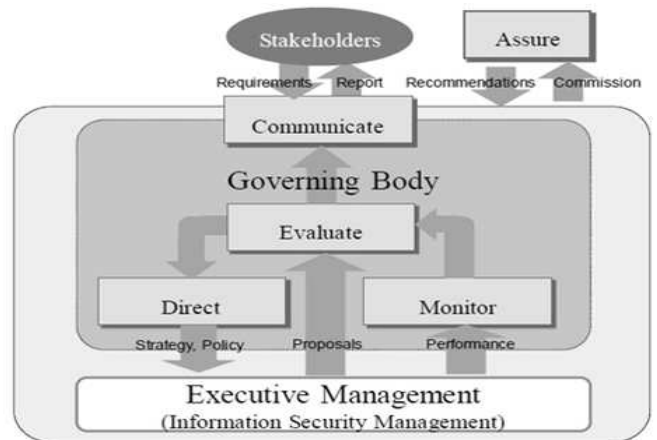 Stakeholders
Assure
Requirements
Report
Recommendations
Commission
Communicate
Governing Body
Evaluate
Direct
Monitor
Strategy, Policy
Proposals
Performance
Executive Management
(Information Security Management)